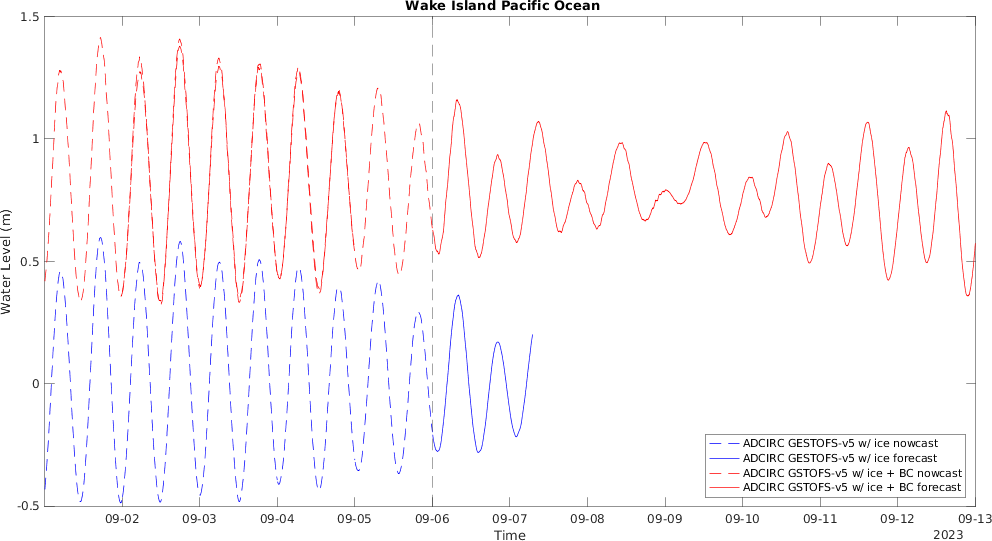 Wake Island Pacific Ocean
1.5
1
0.5
0
-0.5
Water Level (m)
09-02 09-03 09-04 09-05 09-06 09-07 09-08 09-09 09-10 09-11 09-12 09-13
Time
2023
ADCIRC GESTOFS-v5 w/ ice nowcast
ADCIRC GESTOFS-v5 w/ ice forecast
ADCIRC GSTOFS-v5 w/ ice + BC nowcast
ADCIRC GSTOFS-v5 w/ ice + BC forecast